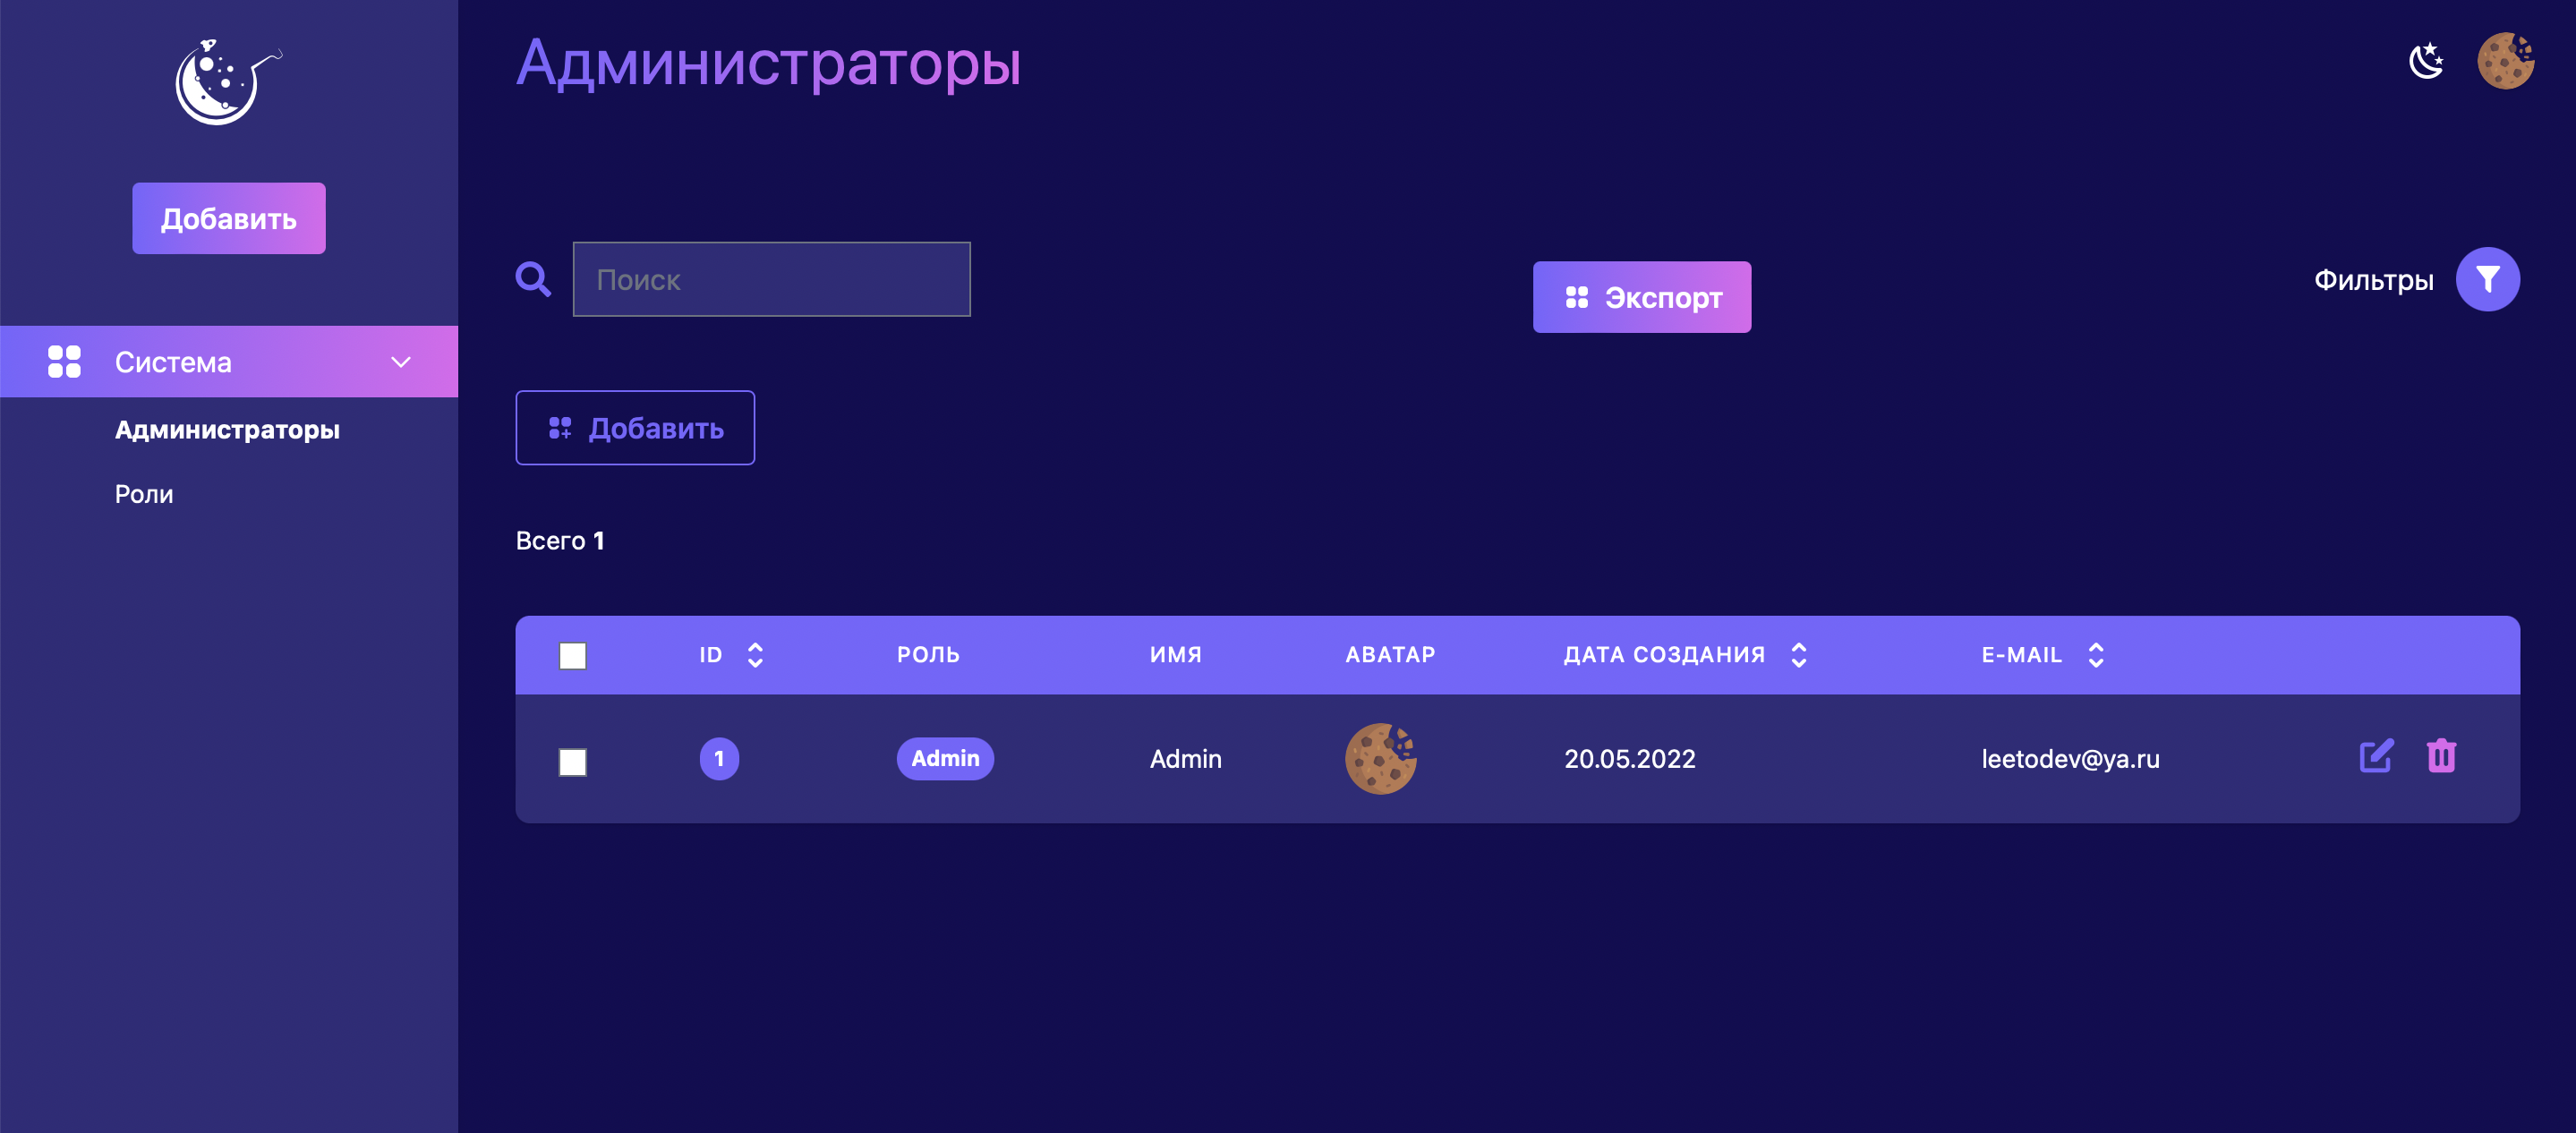 Администраторы
Добавить
Система
Администраторы
Роли
Поиск
Экспорт
Фильтры
Добавить
Всего 1
ID РОЛЬ ИМЯ АВАТАР ДАТА СОЗДАНИЯ E-MAIL
1 Admin Admin 20.05.2022 leetodev@ya.ru